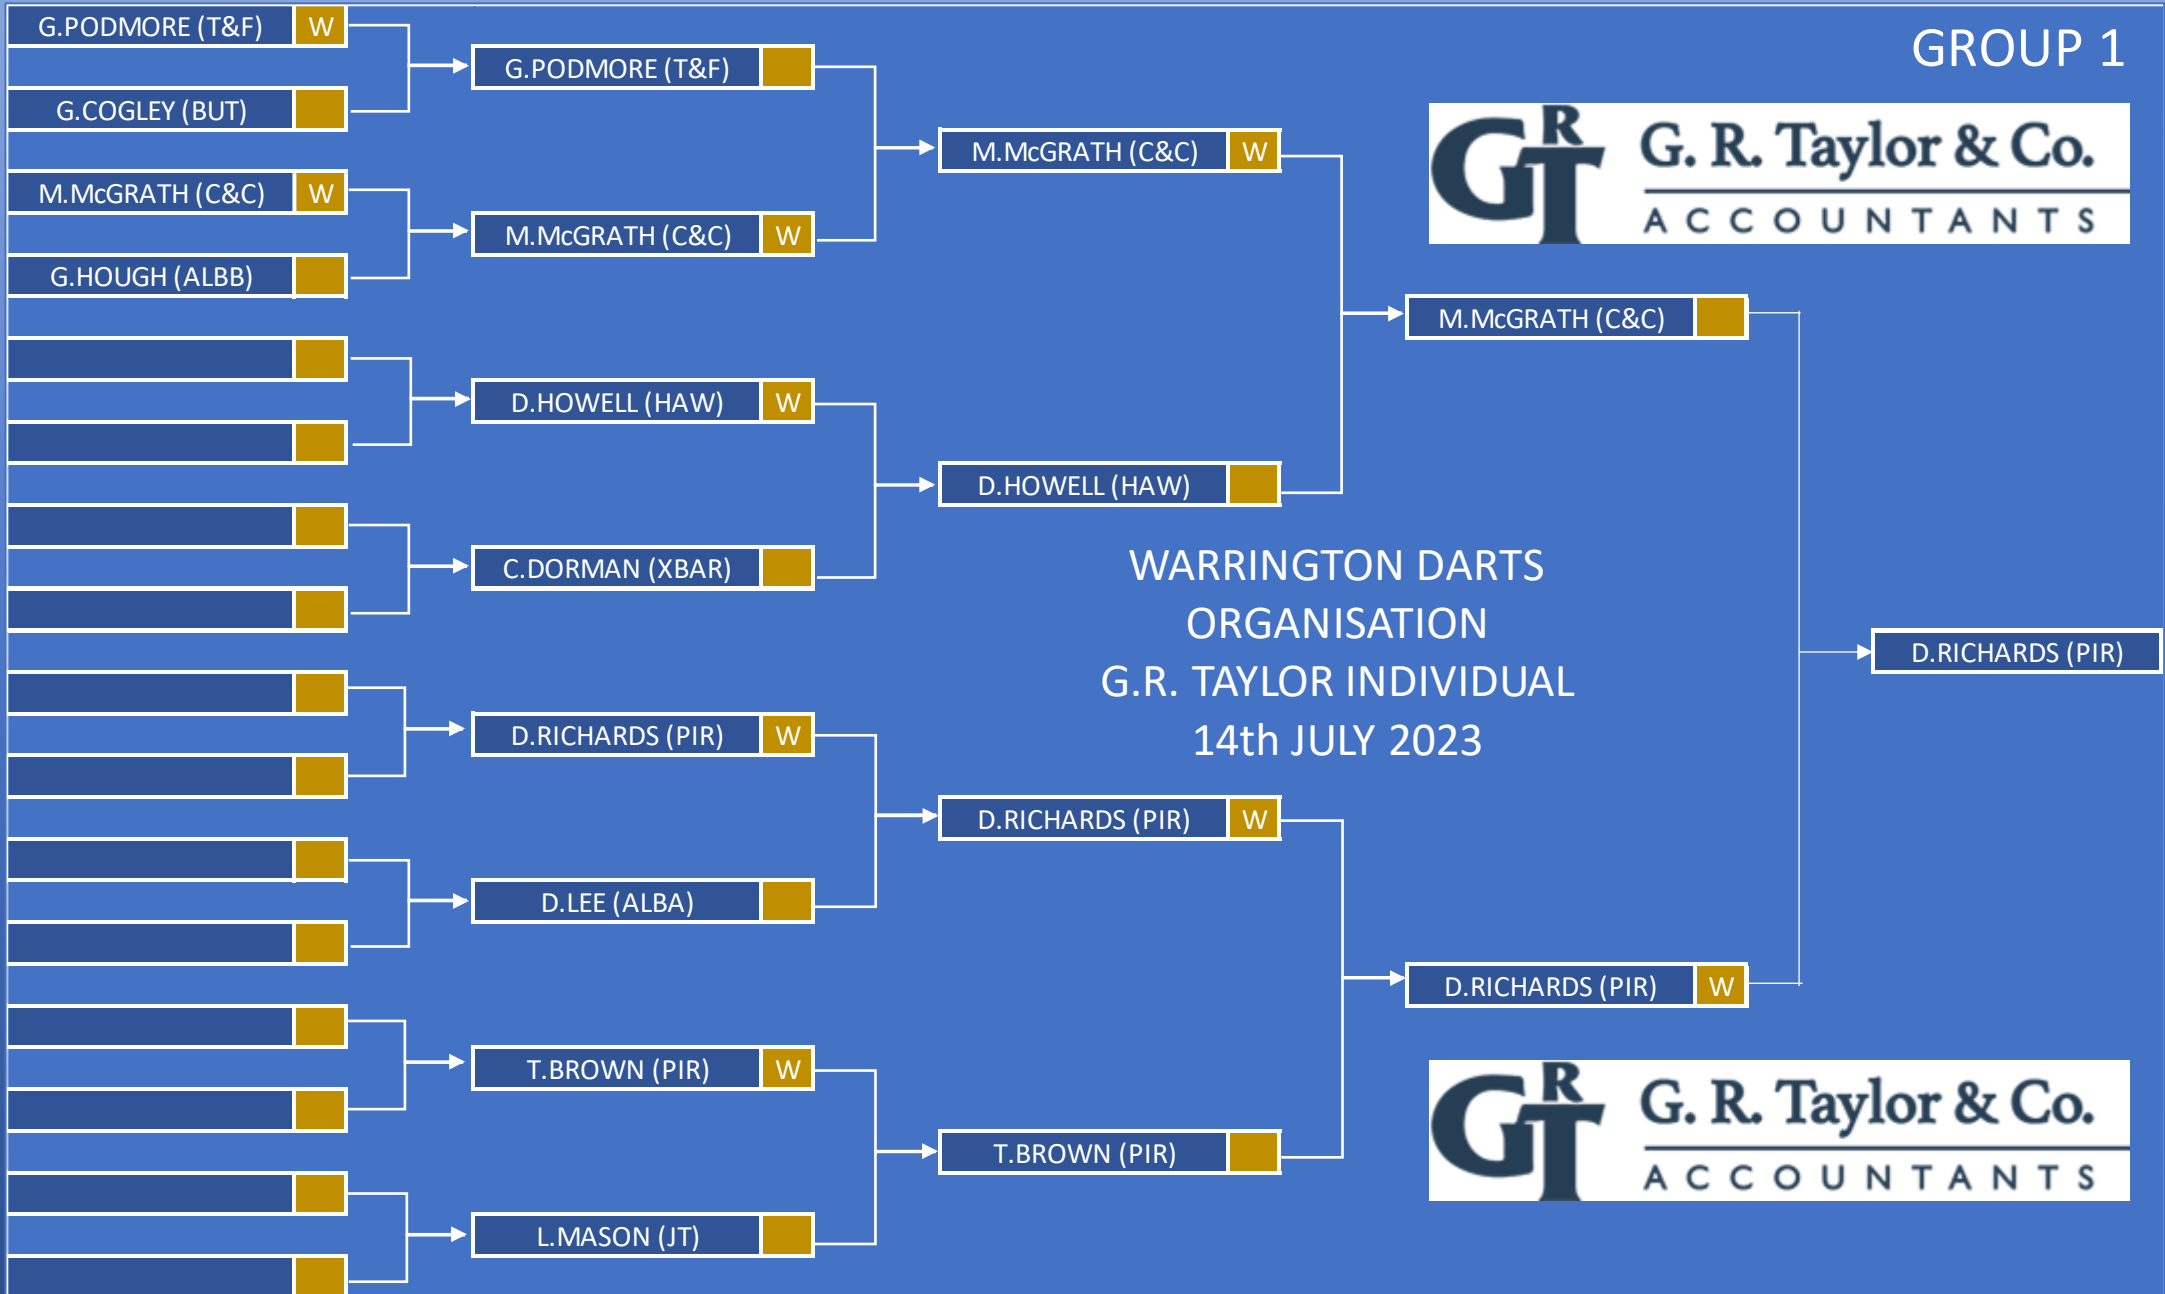 G.PODMORE (T&F) W
G.COGLEY (BUT)
M.McGRATH (C&C) W
G.HOUGH (ALBB)
G.PODMORE (T&F)
M.McGRATH (C&C) W
D.HOWELL (HAW) W
C.DORMAN (XBAR)
D.RICHARDS (PIR) W
D.LEE (ALBA)
T.BROWN (PIR) W
L.MASON (JT)
M.McGRATH (C&C) W
D.HOWELL (HAW)
D.RICHARDS (PIR) W
T.BROWN (PIR)
WARRINGTON DARTS
ORGANISATION
G.R. TAYLOR INDIVIDUAL
14th JULY 2023
GROUP 1
GRT
G. R. Taylor & Co.
ACCOUNTANTS
M.McGRATH (C&C)
D.RICHARDS (PIR) W
D.RICHARDS (PIR)
GRT
G. R. Taylor & Co.
ACCOUNTANTS